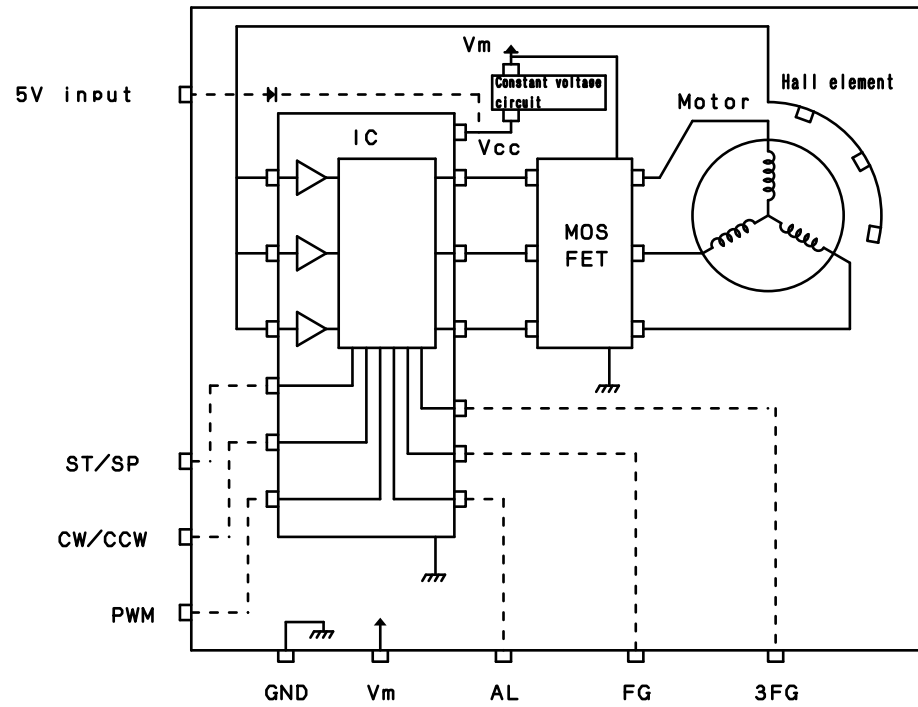 Vm
5V input
Constant voltage
circuit
Hall element
Motor
IC
Vcc
MOS
FET
ST/SP
CW/CCW
PWM
GND
Vm
AL
FG
3FG